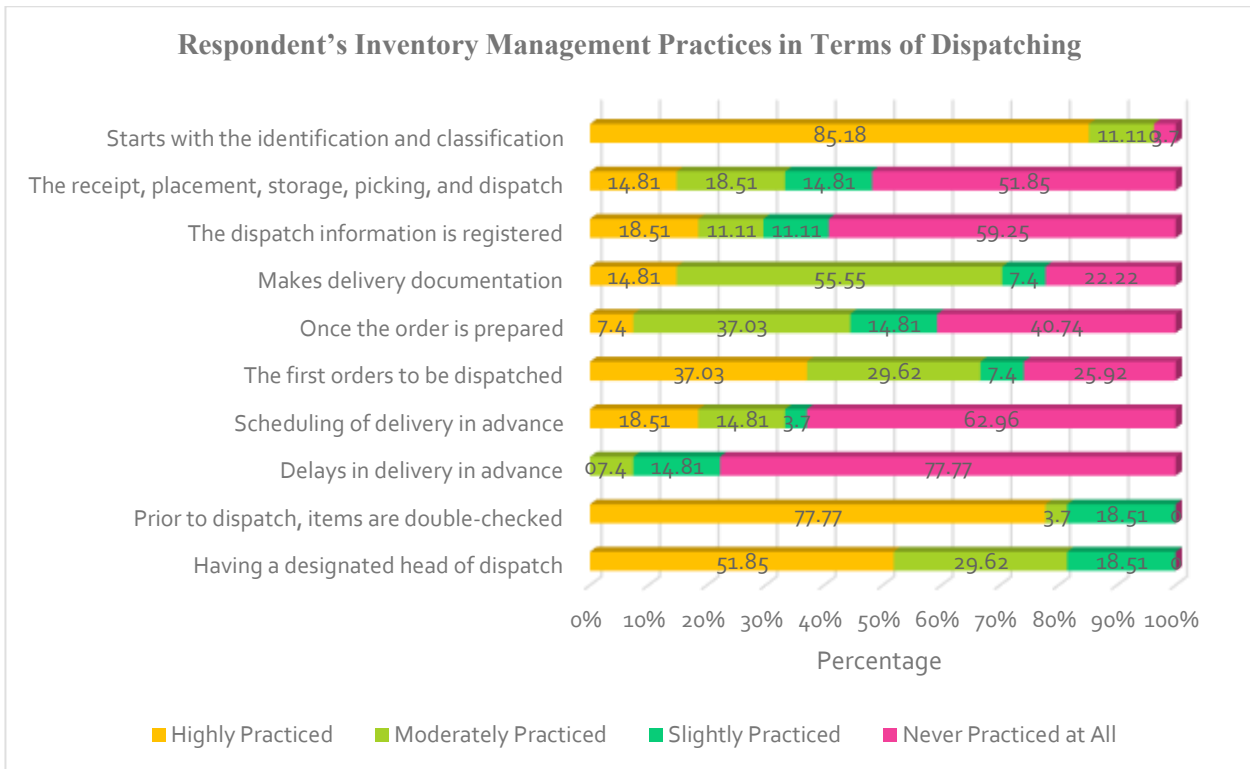 Respondent's Inventory Management Practices in Terms of Dispatching
Starts with the identification and classification 85.18 11.11 0 3.7
The receipt, placement, storage, picking, and dispatch 14.81 18.51 14.81 51.85
The dispatch information is registered 18.51 11.11 11.11 59.25
Makes delivery documentation 14.81 55.55 7.4 22.22
Once the order is prepared 7.4 37.03 14.81 40.74
The first orders to be dispatched 37.03 29.62 7.4 25.92
Scheduling of delivery in advance 18.51 14.81 3.7 62.96
Delays in delivery in advance 0 7.4 14.81 77.77
Prior to dispatch, items are double-checked 77.77 3.7 18.51 0
Having a designated head of dispatch 51.85 29.62 18.51 0
0% 10% 20% 30% 40% 50% 60% 70% 80% 90% 100%
Percentage
Highly Practiced Moderately Practiced Slightly Practiced Never Practiced at All